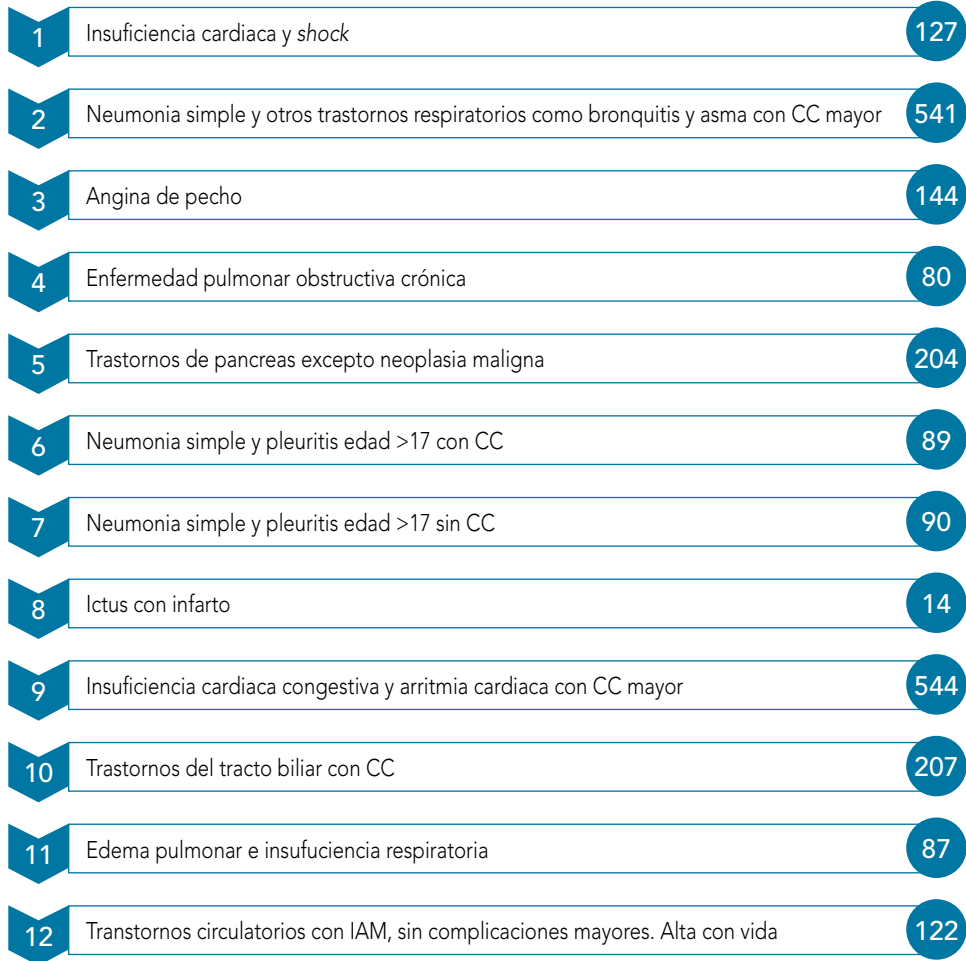 1 Insuficiencia cardiaca y shock 127
2 Neumonia simple y otros trastornos respiratorios como bronquitis y asma con CC mayor 541
3 Angina de pecho 144
4 Enfermedad pulmonar obstructiva crónica 80
5 Trastornos de pancreas excepto neoplasia maligna 204
6 Neumonia simple y pleuritis edad >17 con CC 89
7 Neumonia simple y pleuritis edad >17 sin CC 90
8 Ictus con infarto 14
9 Insuficiencia cardiaca congestiva y arritmia cardiaca con CC mayor 544
10 Trastornos del tracto biliar con CC 207
11 Edema pulmonar e insufuciencia respiratoria 87
12 Transtornos circulatorios con IAM, sin complicaciones mayores. Alta con vida 122